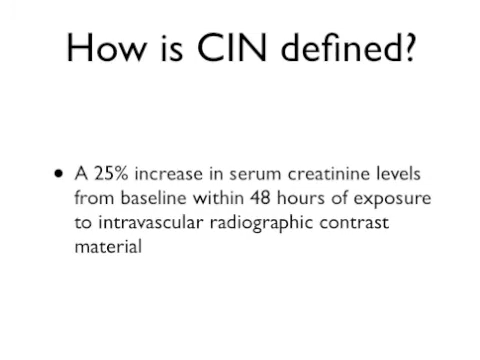 How is CIN defined?
• A 25% increase in serum creatinine levels
from baseline within 48 hours of exposure
to intravascular radiographic contrast
material